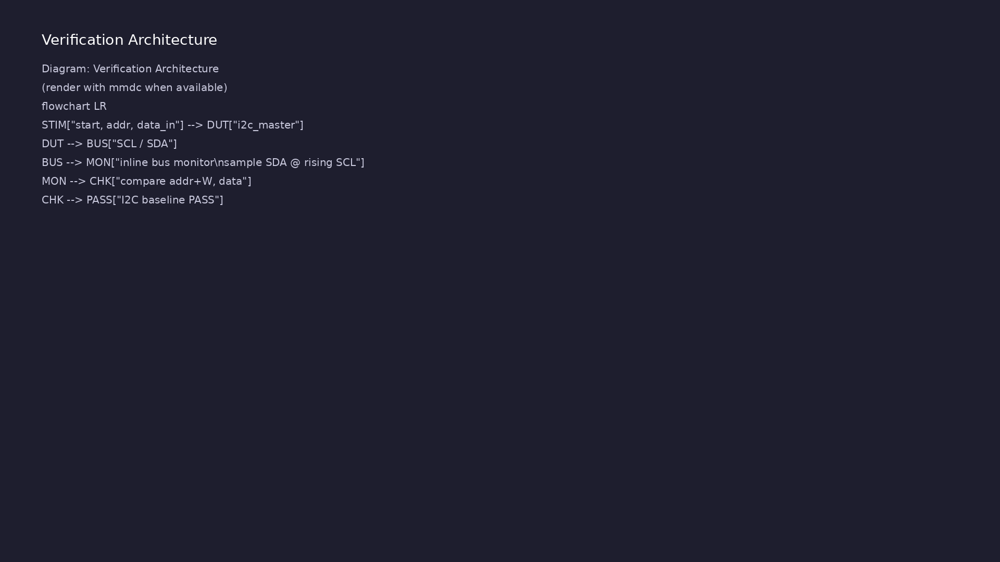 Verification Architecture
Diagram: Verification Architecture
(render with mmdc when available)
flowchart LR
STIM["start, addr, data_in"] --> DUT["i2c_master"]
DUT --> BUS["SCL / SDA"]
BUS --> MON["inline bus monitor\nsample SDA @ rising SCL"]
MON --> CHK["compare addr+W, data"]
CHK --> PASS["I2C baseline PASS"]